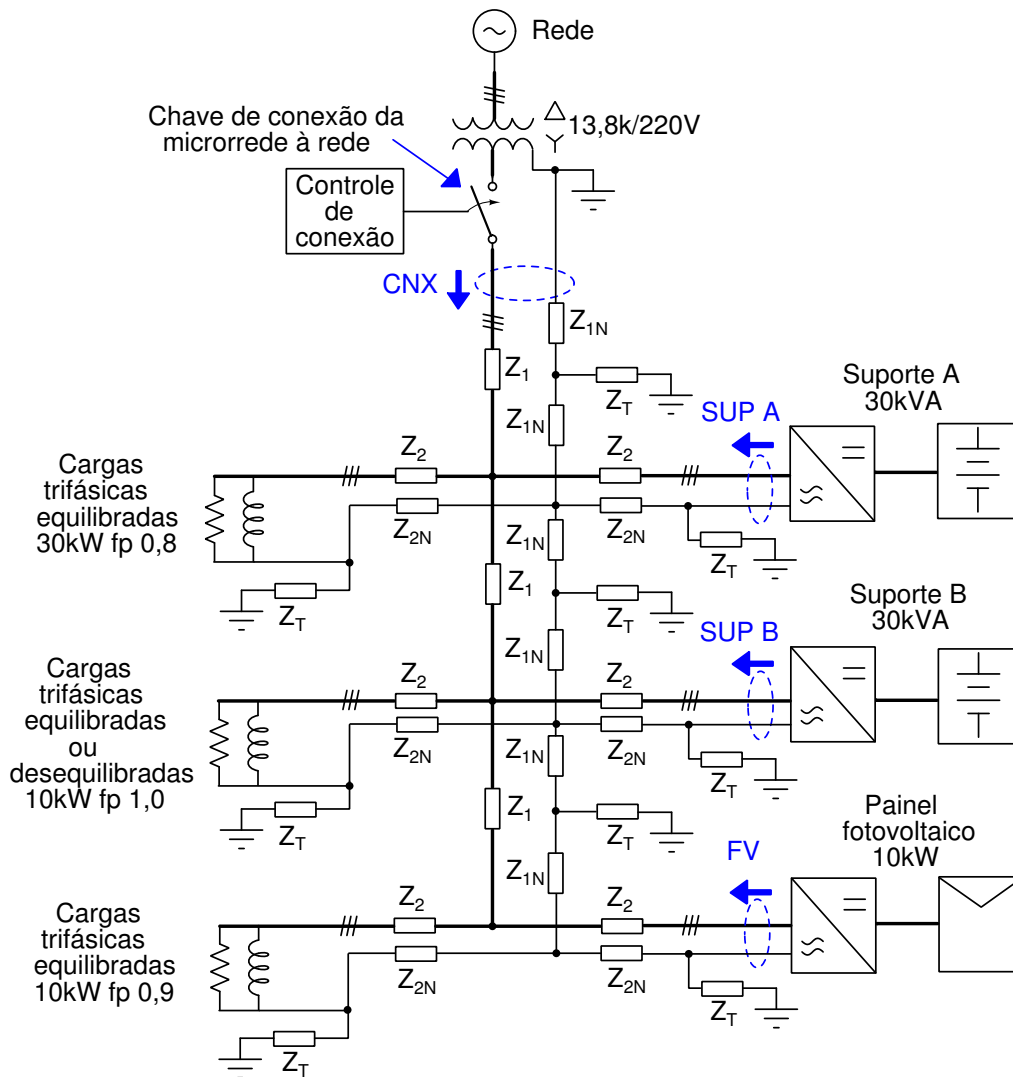 Rede
Chave de conexão da
microrrede à rede
13,8k/220V
Controle
de
conexão
CNX
Z1N
Z1
ZT
Z1N
Suporte A
30kVA
SUP A
Cargas
trifásicas
equilibradas
30kW fp 0,8
Z2
Z2
Z2N
Z2N
Z1N
ZT
ZT
Z1
ZT
Suporte B
30kVA
SUP B
Z1N
Cargas
trifásicas
equilibradas
ou
desequilibradas
10kW fp 1,0
Z2
Z2
Z2N
Z2N
Z1N
ZT
ZT
Z1
ZT
Painel
fotovoltaico
10kW
FV
Z1N
Cargas
trifásicas
equilibradas
10kW fp 0,9
Z2
Z2
Z2N
Z2N
ZT
ZT